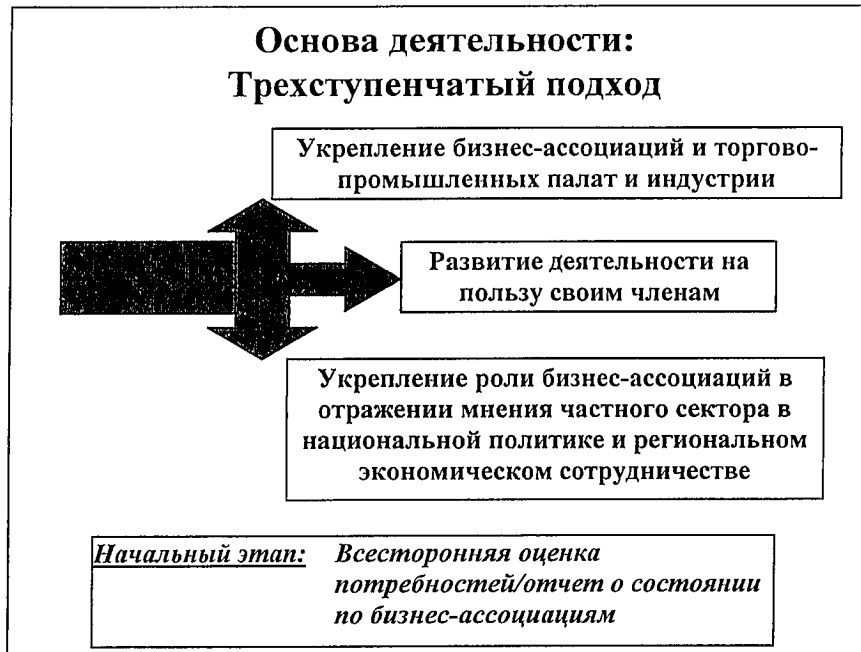 Основа деятельности:
Трехступенчатый подход
Укрепление бизнес-ассоциаций и торгово-
промышленных палат и индустрии
Развитие деятельности на
пользу своим членам
Укрепление роли бизнес-ассоциаций в
отражении мнения частного сектора в
национальной политике и региональном
экономическом сотрудничестве
Начальный этап: Всесторонняя оценка
потребностей/отчет о состоянии
по бизнес-ассоциациям